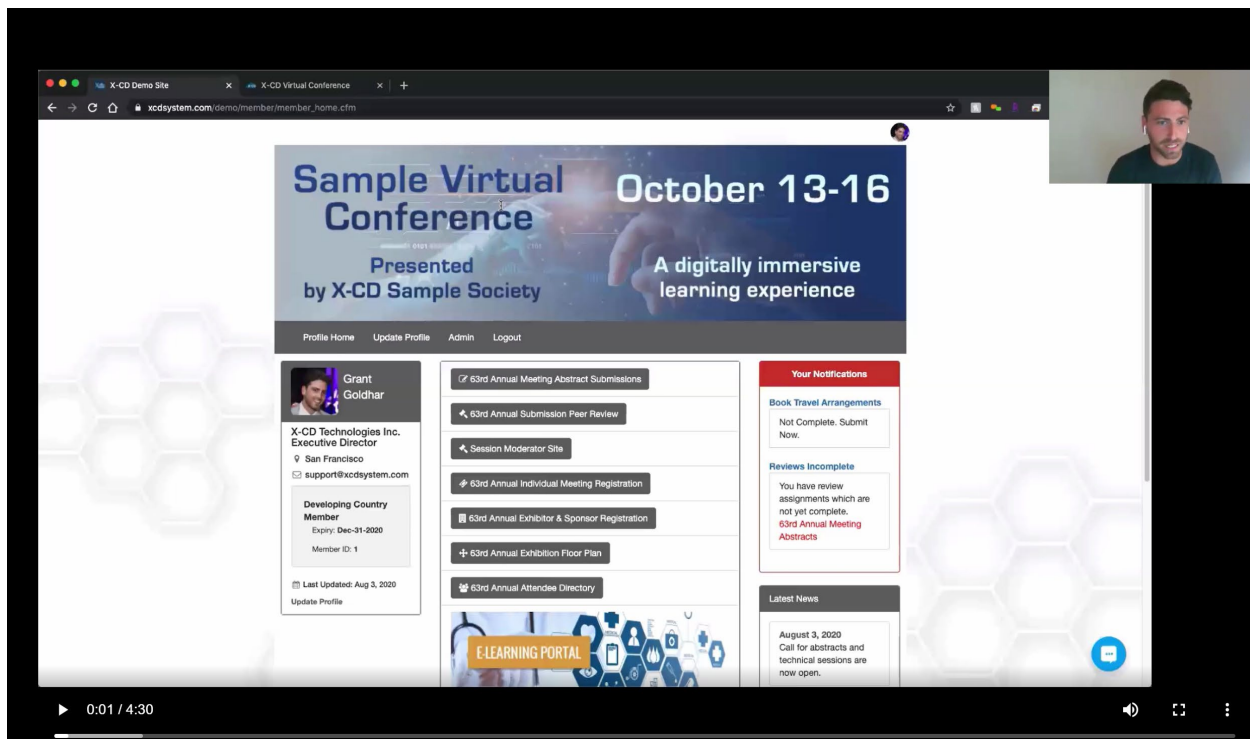 X-CD Demo Site
X-CD Virtual Conference
xcdsystem.com/demo/member/member_home.cfm
Sample Virtual
Conference
October 13-16
Presented
by X-CD Sample Society
A digitally immersive
learning experience
Profile Home Update Profile Admin Logout
Grant
Goldhar
X-CD Technologies Inc.
Executive Director
San Francisco
support@xcdsystem.com
Developing Country
Member
Expiry: Dec-31-2020
Member ID: 1
Last Updated: Aug 3, 2020
Update Profile
63rd Annual Meeting Abstract Submissions
63rd Annual Submission Peer Review
Session Moderator Site
63rd Annual Individual Meeting Registration
63rd Annual Exhibitor & Sponsor Registration
63rd Annual Exhibition Floor Plan
63rd Annual Attendee Directory
E-LEARNING PORTAL
Your Notifications
Book Travel Arrangements
Not Complete. Submit
Now.
Reviews Incomplete
You have review
assignments which are
not yet complete.
63rd Annual Meeting
Abstracts
Latest News
August 3, 2020
Call for abstracts and
technical sessions are
now open.
0:01 / 4:30